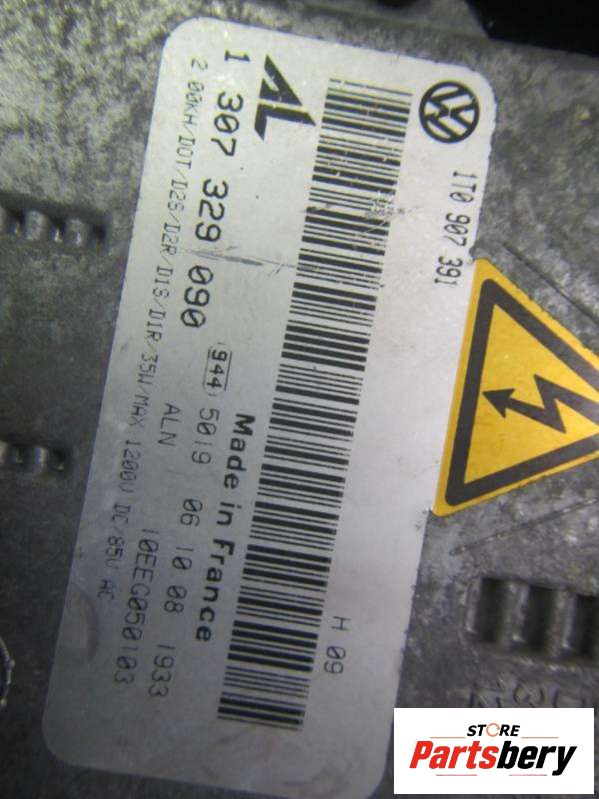 1T0 907 391
H 09
AL
Made in France
1 307 329 090
944 5019 06 10 08 1933
ALN 10EEG050103
2 00KH/DOT/D2S/D2R/D1S/D1R/35W/MAX 1200V DC/85V AC
STORE
Partsbery